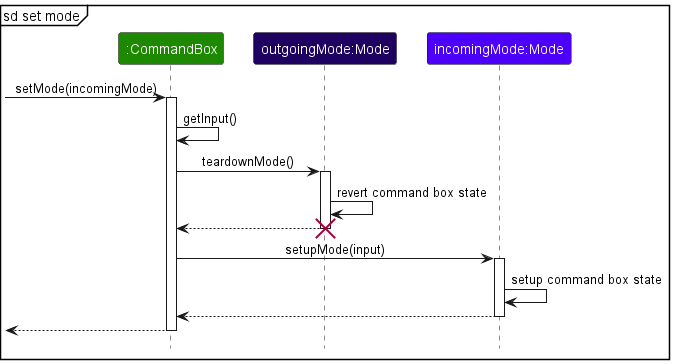 sd set mode
:CommandBox
outgoingMode:Mode
incomingMode:Mode
setMode(incomingMode)
getInput()
teardownMode()
revert command box state
setupMode(input)
setup command box state